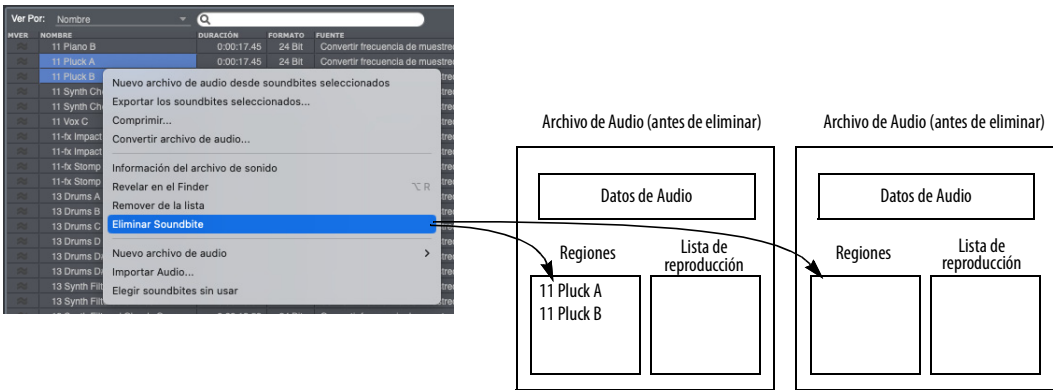 Ver Por: Nombre
MVER NOMBRE DURACIÓN FORMATO FUENTE
11 Piano B 0:00:17.45 24 Bit Convertir frecuencia de muestreo
11 Pluck A 0:00:17.45 24 Bit Convertir frecuencia de muestreo
11 Pluck B
11 Synth Ch
11 Synth Ch
11 Vox C
11-fx Impact
11-fx Impact
11-fx Stomp
11-fx Stomp
13 Drums A
13 Drums B
13 Drums C
13 Drums D
13 Drums D
13 Drums D
13 Synth Filt
13 Synth Filt
Nuevo archivo de audio desde soundbites seleccionados
Exportar los soundbites seleccionados...
Comprimir...
Convertir archivo de audio...
Información del archivo de sonido
Revelar en el Finder ⌥ R
Remover de la lista
Eliminar Soundbite
Nuevo archivo de audio >
Importar Audio...
Elegir soundbites sin usar
Archivo de Audio (antes de eliminar)
Datos de Audio
Regiones
Lista de
reproducción
11 Pluck A
11 Pluck B
Archivo de Audio (antes de eliminar)
Datos de Audio
Regiones
Lista de
reproducción